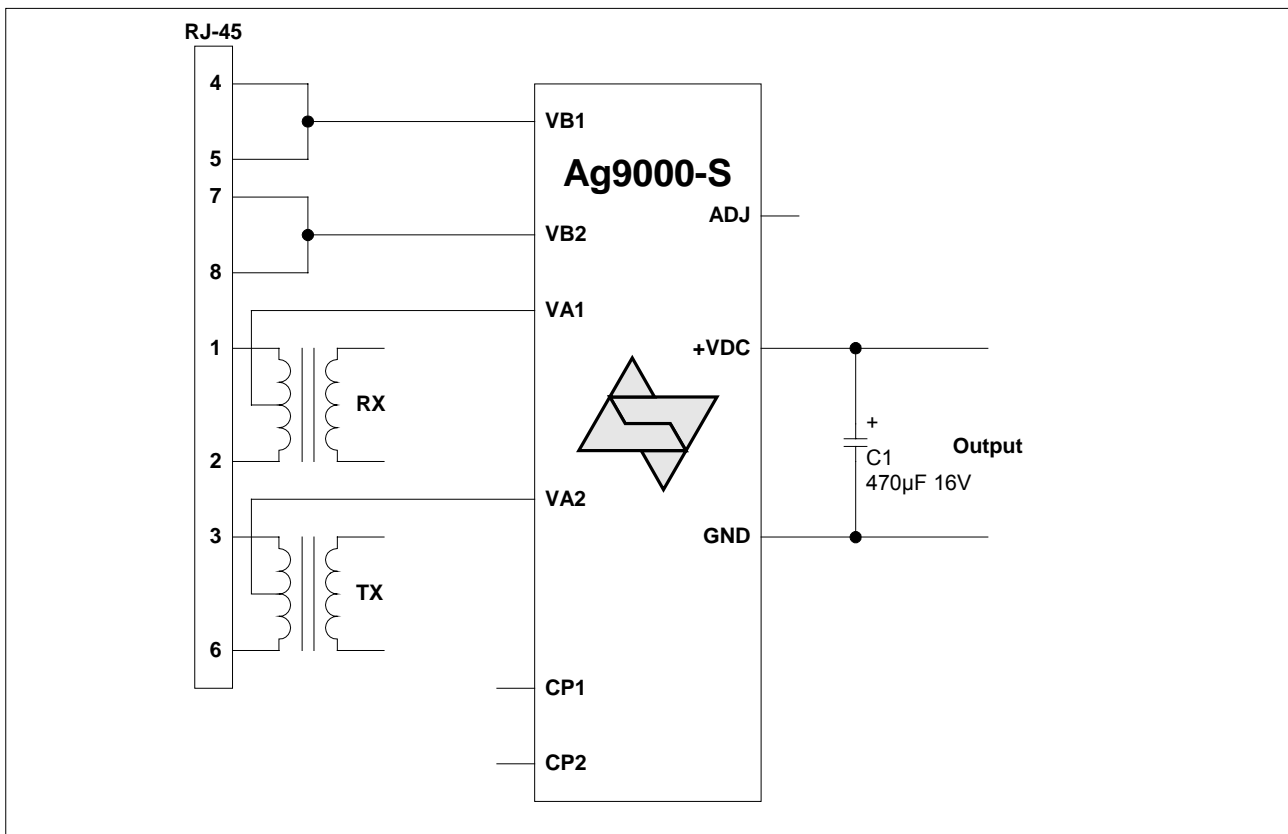 RJ-45
4
5
7
8
1
2
3
6
RX
TX
VB1
Ag9000-S
VB2
VA1
VA2
CP1
CP2
ADJ
+VDC
GND
+
C1
470µF 16V
Output